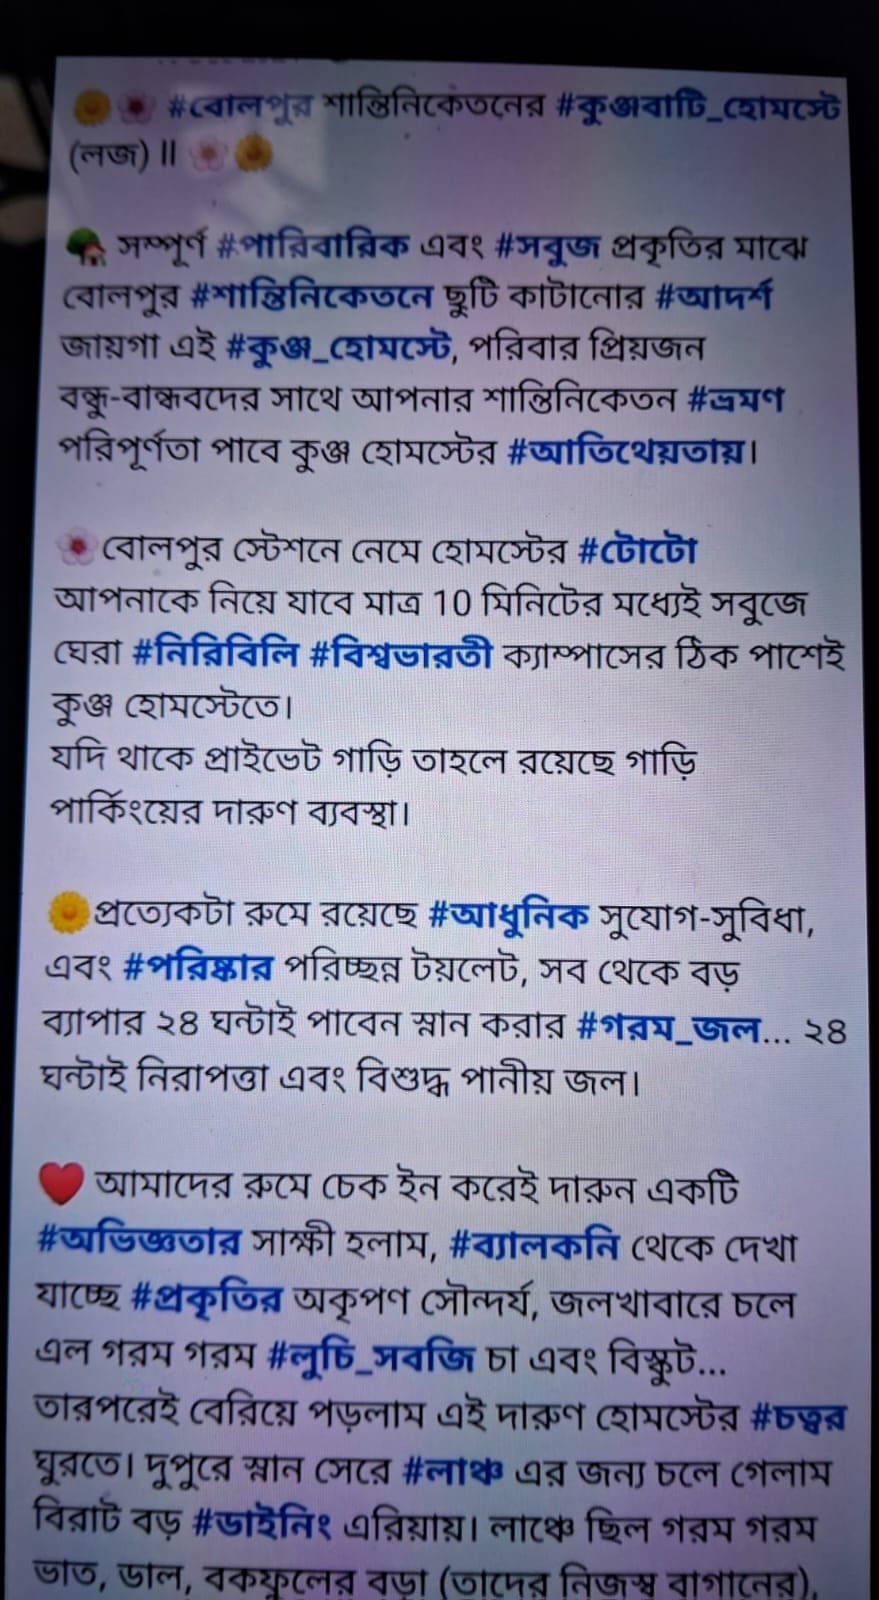 #বোলপুর শান্তিনিকেতনের #কুঞ্জবাটি_হোমস্টে
(লজ) ll
সম্পূর্ণ #পারিবারিক এবং #সবুজ প্রকৃতির মাঝে
বোলপুর #শান্তিনিকেতনে ছুটি কাটানোর #আদর্শ
জায়গা এই #কুঞ্জ_হোমস্টে, পরিবার প্রিয়জন
বন্ধু-বান্ধবদের সাথে আপনার শান্তিনিকেতন #ভ্রমণ
পরিপূর্ণতা পাবে কুঞ্জ হোমস্টের #আতিথেয়তায়।
বোলপুর স্টেশনে নেমে হোমস্টের #টোটো
আপনাকে নিয়ে যাবে মাত্র 10 মিনিটের মধ্যেই সবুজে
ঘেরা #নিরিবিলি #বিশ্বভারতী ক্যাম্পাসের ঠিক পাশেই
কুঞ্জ হোমস্টেতে।
যদি থাকে প্রাইভেট গাড়ি তাহলে রয়েছে গাড়ি
পার্কিংয়ের দারুণ ব্যবস্থা।
প্রত্যেকটা রুমে রয়েছে #আধুনিক সুযোগ-সুবিধা,
এবং #পরিষ্কার পরিচ্ছন্ন টয়লেট, সব থেকে বড়
ব্যাপার ২৪ ঘন্টাই পাবেন স্নান করার #গরম_জল... ২৪
ঘন্টাই নিরাপত্তা এবং বিশুদ্ধ পানীয় জল।
আমাদের রুমে চেক ইন করেই দারুন একটি
#অভিজ্ঞতার সাক্ষী হলাম, #ব্যালকনি থেকে দেখা
যাচ্ছে #প্রকৃতির অকৃপণ সৌন্দর্য, জলখাবারে চলে
এল গরম গরম #লুচি_সবজি চা এবং বিস্কুট...
তারপরেই বেরিয়ে পড়লাম এই দারুণ হোমস্টের #চত্বর
ঘুরতে। দুপুরে স্নান সেরে #লাঞ্চ এর জন্য চলে গেলাম
বিরাট বড় #ডাইনিং এরিয়ায়। লাঞ্চে ছিল গরম গরম
ভাত, ডাল, বকফুলের বড়া (তাদের নিজস্ব বাগানের),